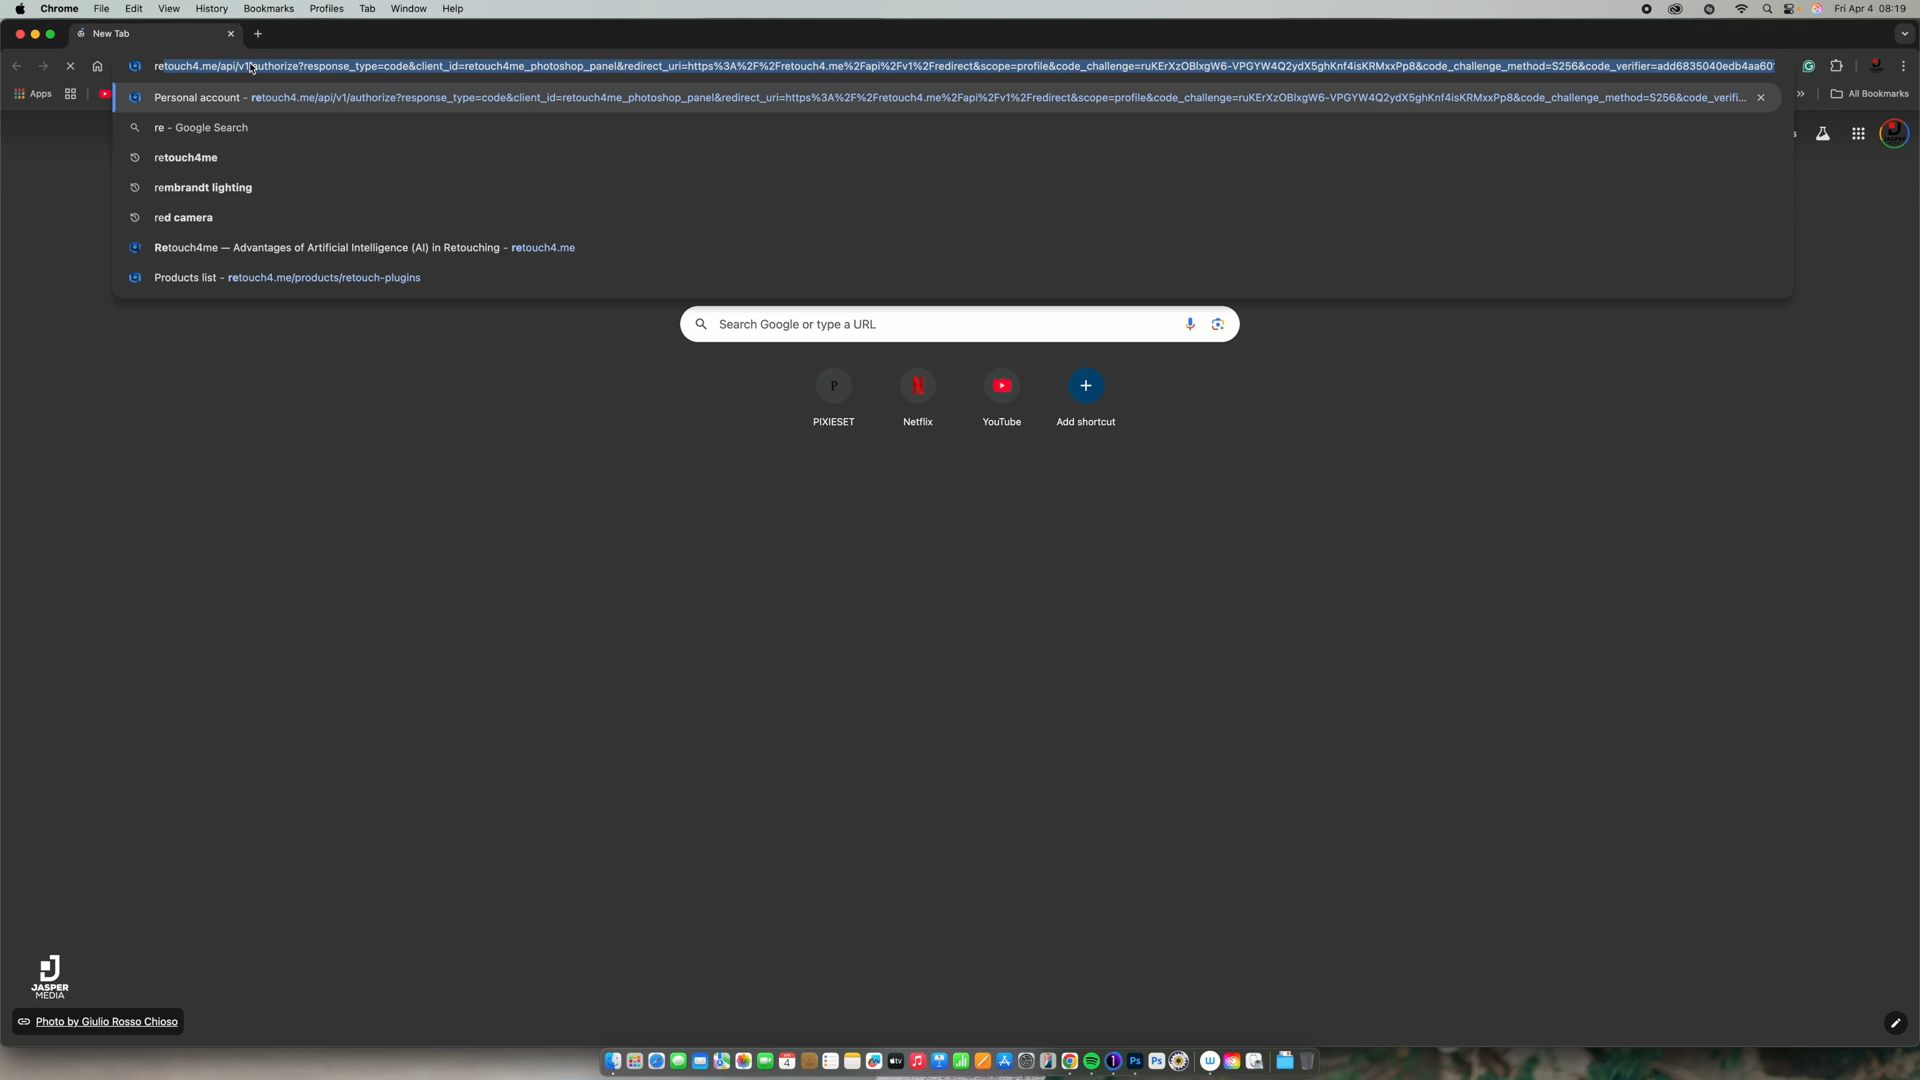 Chrome File Edit View History Bookmarks Profiles Tab Window Help Fri Apr 4 08:19
New Tab
retouch4.me/api/v1/authorize?response_type=code&client_id=retouch4me_photoshop_panel&redirect_uri=https%3A%2F%2Fretouch4.me%2Fapi%2Fv1%2Fredirect&scope=profile&code_challenge=ruKErXzOBlxgW6-VPGYW4Q2ydX5ghKnf4isKRMxxPp8&code_challenge_method=S256&code_verifier=add6835040edb4aa60
Apps All Bookmarks
Personal account - retouch4.me/api/v1/authorize?response_type=code&client_id=retouch4me_photoshop_panel&redirect_uri=https%3A%2F%2Fretouch4.me%2Fapi%2Fv1%2Fredirect&scope=profile&code_challenge=ruKErXzOBlxgW6-VPGYW4Q2ydX5ghKnf4isKRMxxPp8&code_challenge_method=S256&code_verifi...
re - Google Search
retouch4me
rembrandt lighting
red camera
Retouch4me — Advantages of Artificial Intelligence (AI) in Retouching - retouch4.me
Products list - retouch4.me/products/retouch-plugins
Search Google or type a URL
PIXIESET Netflix YouTube Add shortcut
JASPER
MEDIA
Photo by Giulio Rosso Chioso